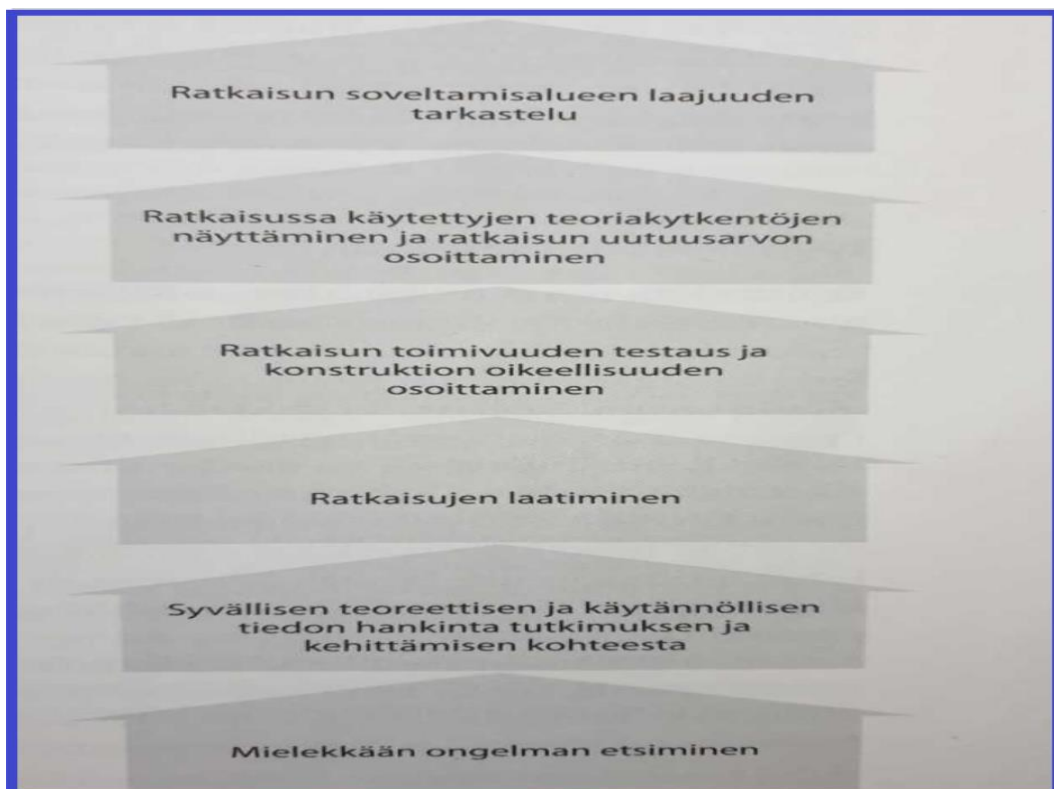 Ratkaisun soveltamisalueen laajuuden
tarkastelu
Ratkaisussa käytettyjen teoriakytkentöjen
näyttäminen ja ratkaisun uutuusarvon
osoittaminen
Ratkaisun toimivuuden testaus ja
konstruktion oikeellisuuden
osoittaminen
Ratkaisujen laatiminen
Syvällisen teoreettisen ja käytännöllisen
tiedon hankinta tutkimuksen ja
kehittämisen kohteesta
Mielekkään ongelman etsiminen